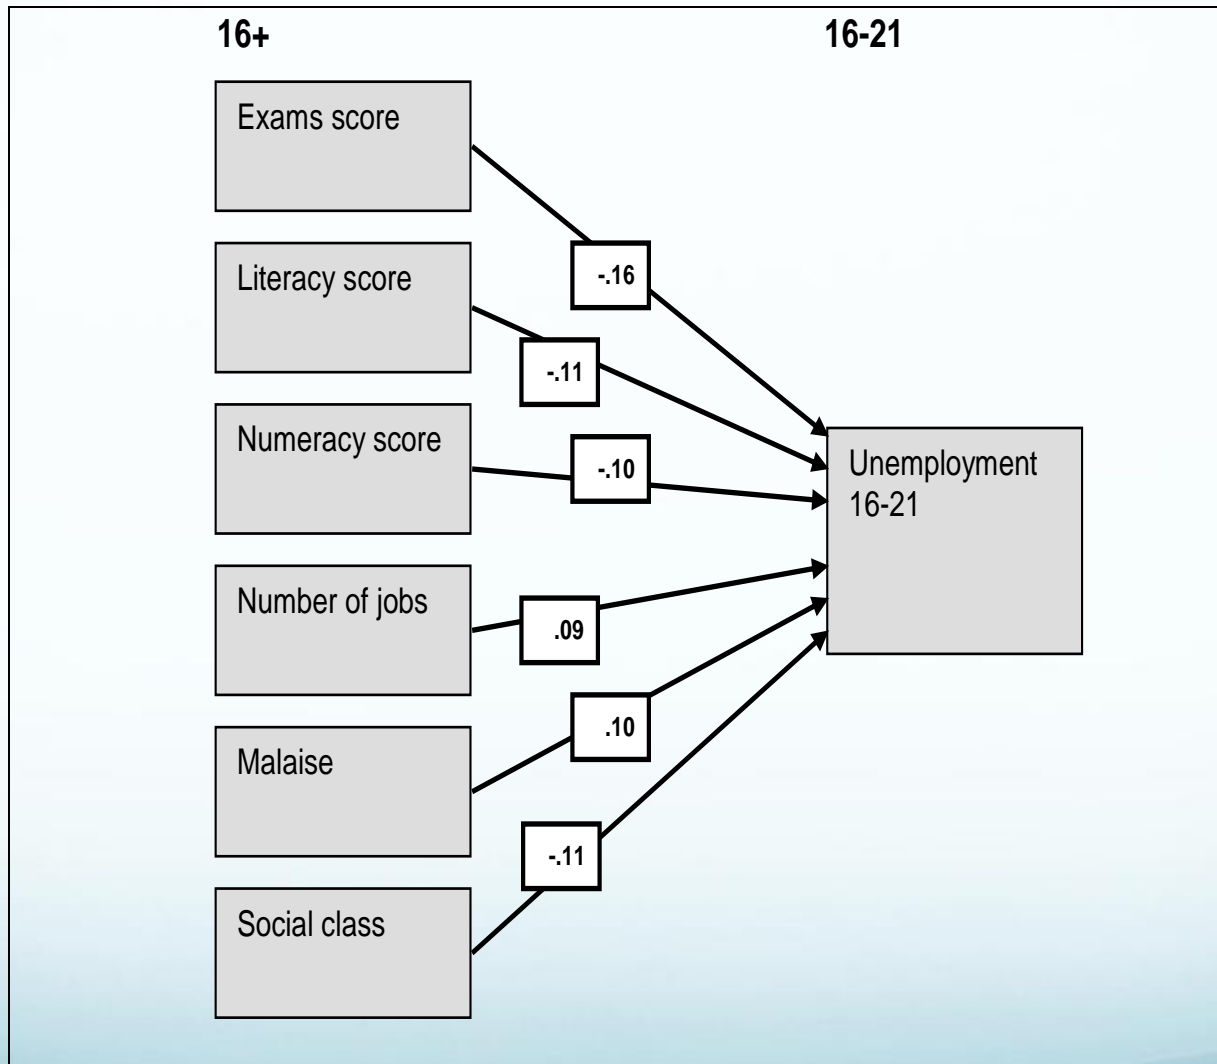 16+
16-21
Exams score
-.16
Literacy score
-.11
Numeracy score
-.10
Unemployment
16-21
Number of jobs
.09
Malaise
.10
Social class
-.11